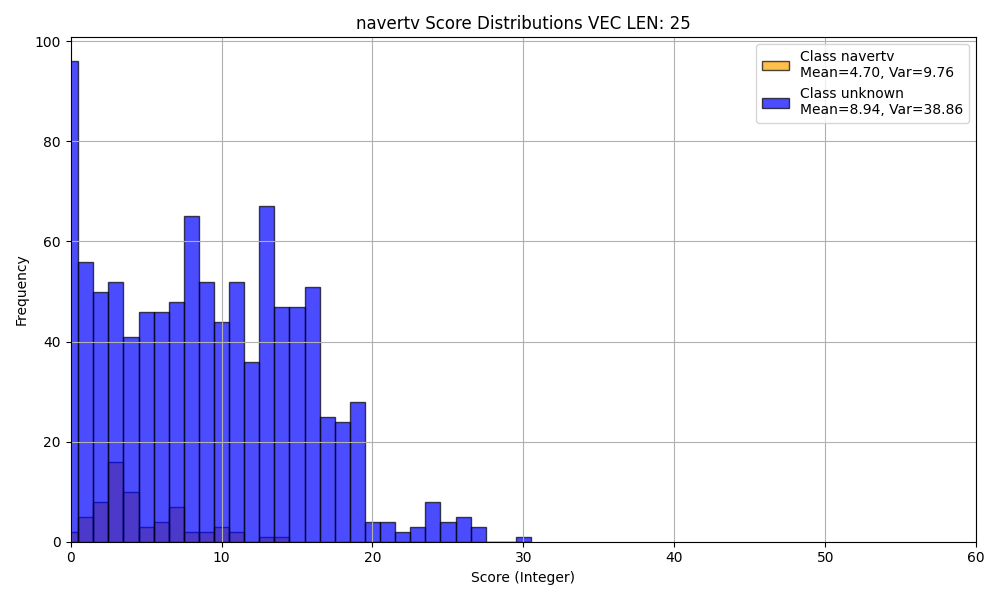 navertv Score Distributions VEC LEN: 25
Class navertv
Mean=4.70, Var=9.76
Class unknown
Mean=8.94, Var=38.86
Frequency
100
80
60
40
20
0
0 10 20 30 40 50 60
Score (Integer)